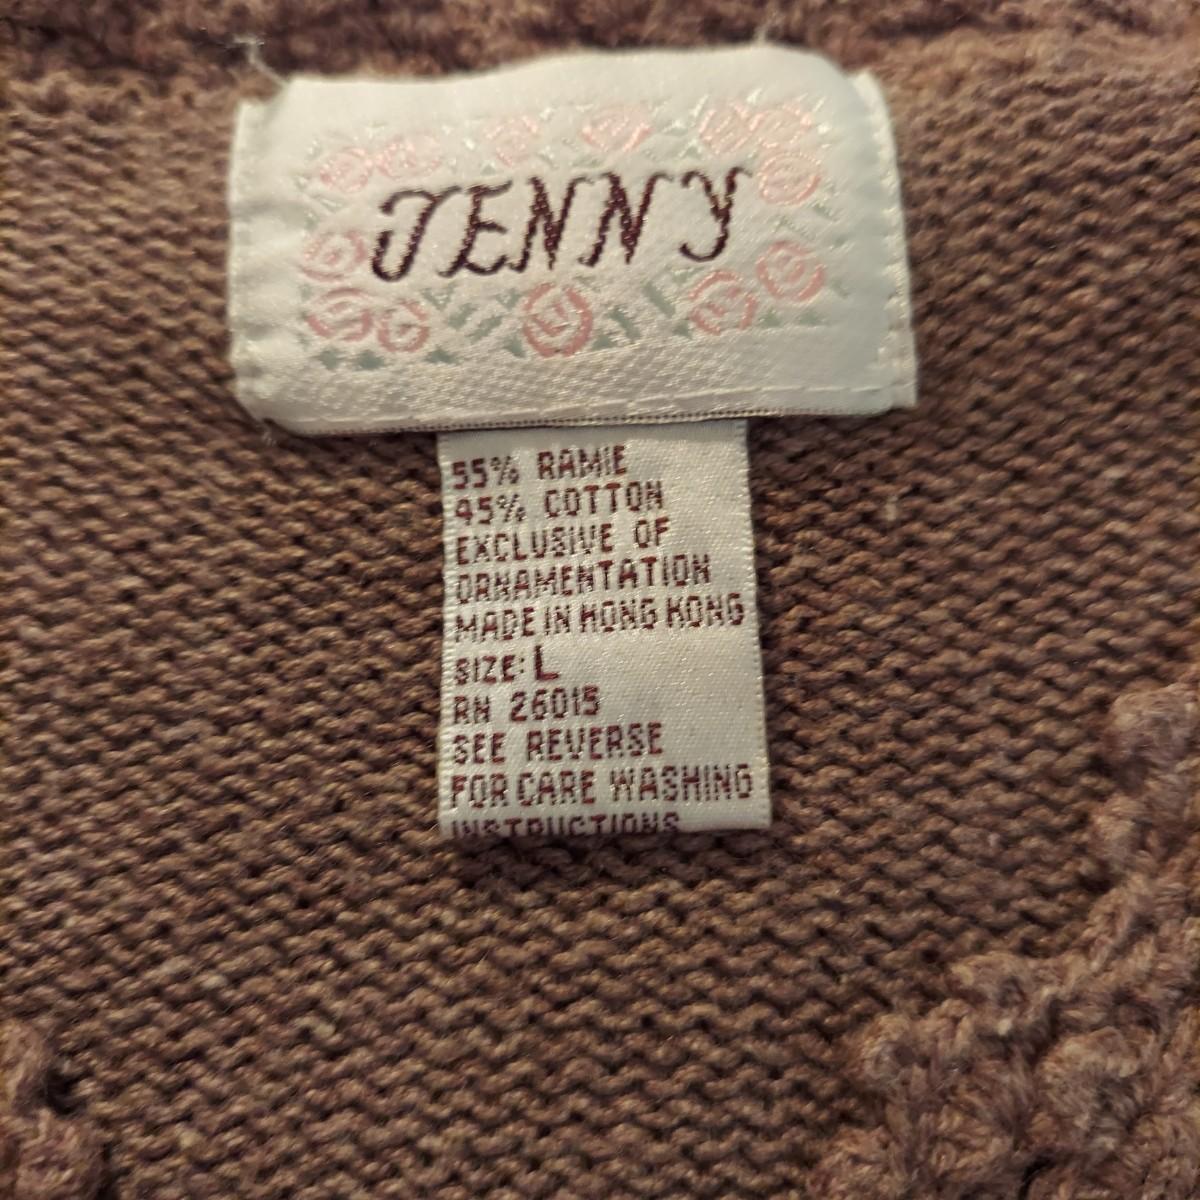 JENNY
55% RAMIE
45% COTTON
EXCLUSIVE OF
ORNAMENTATION
MADE IN HONG KONG
SIZE: L
RN 26015
SEE REVERSE
FOR CARE WASHING
INSTRUCTIONS